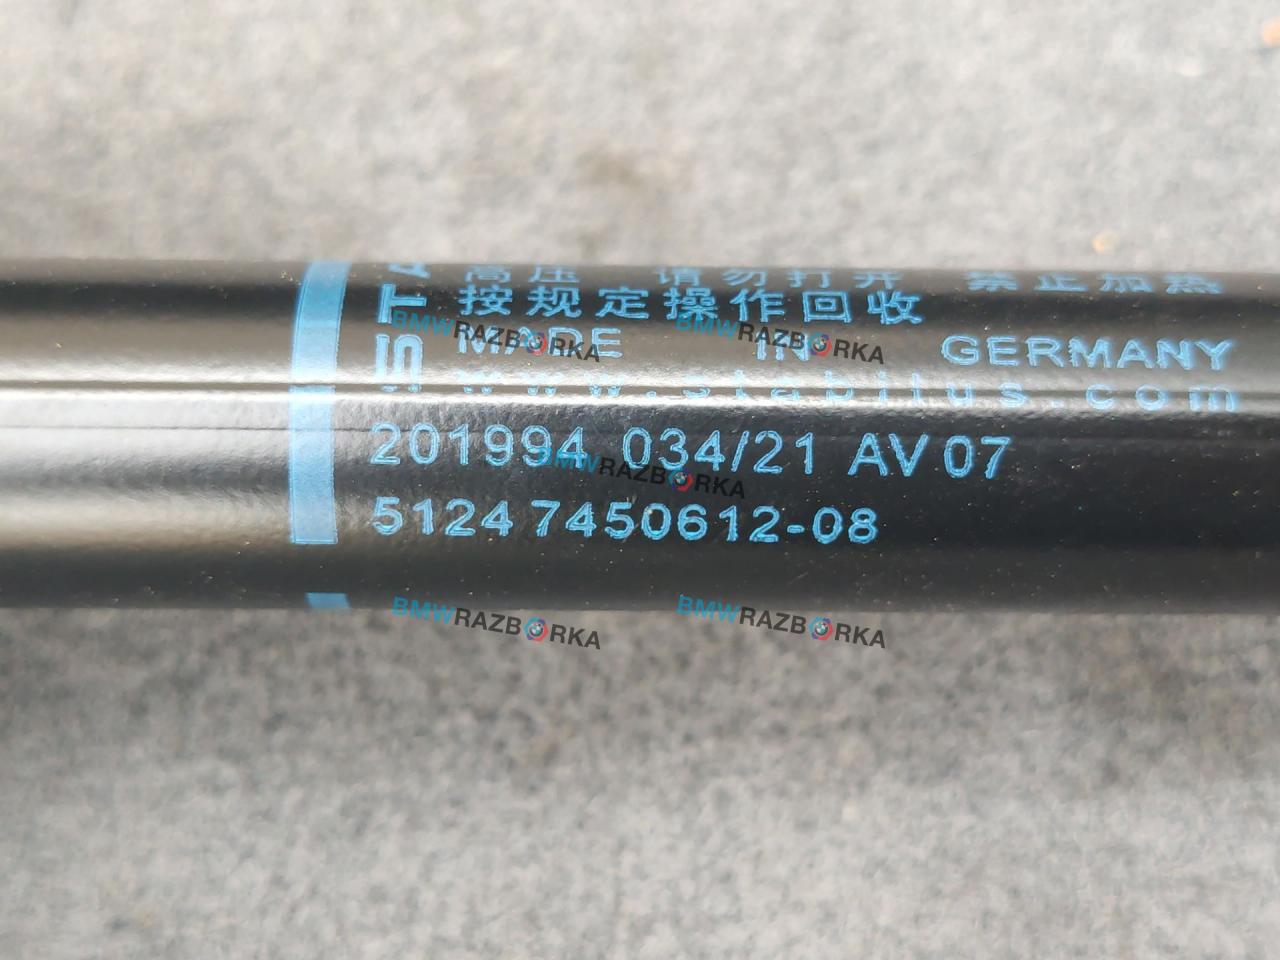 高压 请勿打开 禁止加热
按规定操作回收
MADE IN GERMANY
www.stabilus.com
201994 034/21 AV 07
5124 7450612-08
STA
BMWRAZBORKA
BMWRAZBORKA
BMWRAZBORKA
BMWRAZBORKA
BMWRAZBORKA